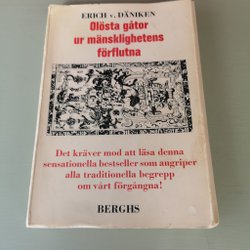 ERICH v. DÄNIKEN
Olösta gåtor
ur mänsklighetens
förflutna
Det kräver mod att läsa denna
sensationella bestseller som angriper
alla traditionella begrepp
om vårt förgångna!
BERGHS